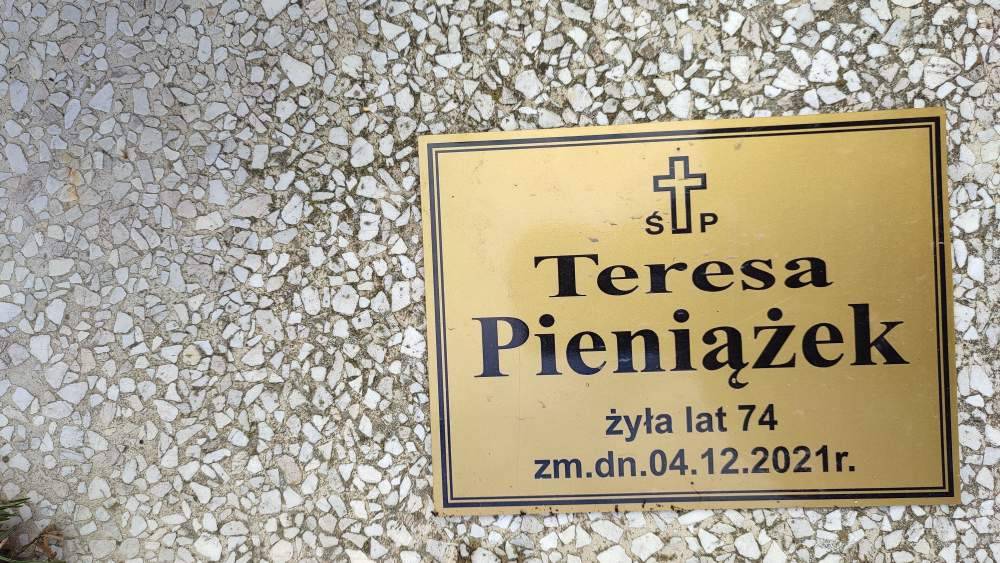 Ś P
Teresa
Pieniążek
żyła lat 74
zm.dn.04.12.2021r.